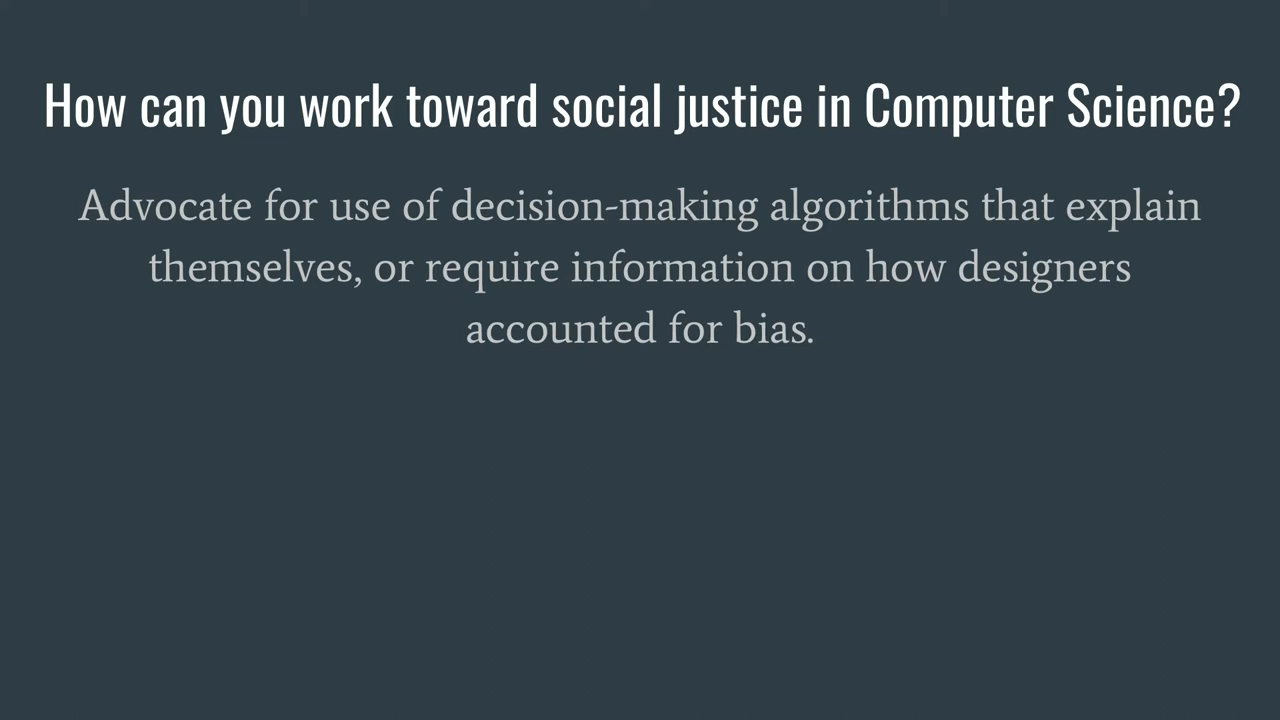 How can you work toward social justice in Computer Science?
Advocate for use of decision-making algorithms that explain
themselves, or require information on how designers
accounted for bias.